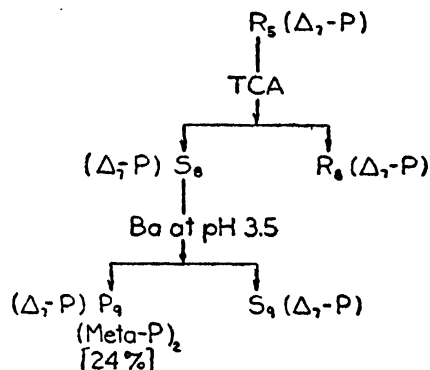 R₅ (Δ₇-P)
TCA
(Δ₇-P) S₈ R₈ (Δ₇-P)
Ba at pH 3.5
(Δ₇-P) P₉ S₉ (Δ₇-P)
(Meta-P)₂
[24%]